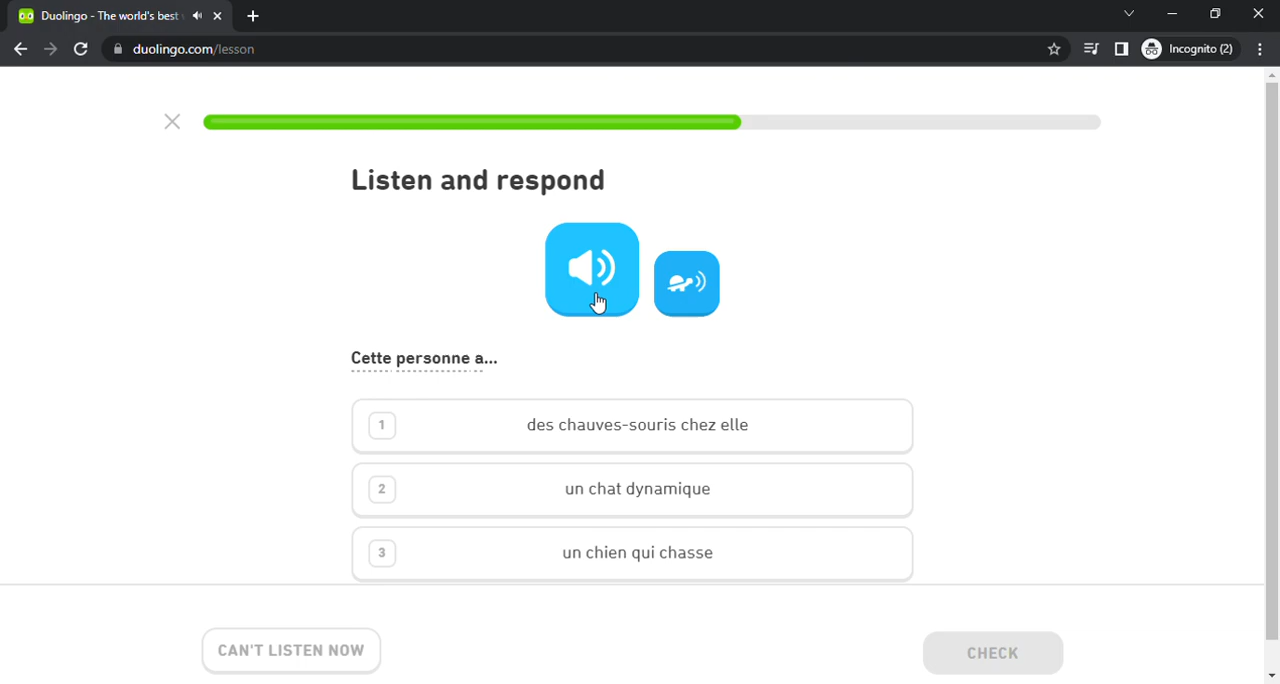 Duolingo - The world's best
duolingo.com/lesson
Incognito (2)
Listen and respond
Cette personne a...
1 des chauves-souris chez elle
2 un chat dynamique
3 un chien qui chasse
CAN'T LISTEN NOW
CHECK